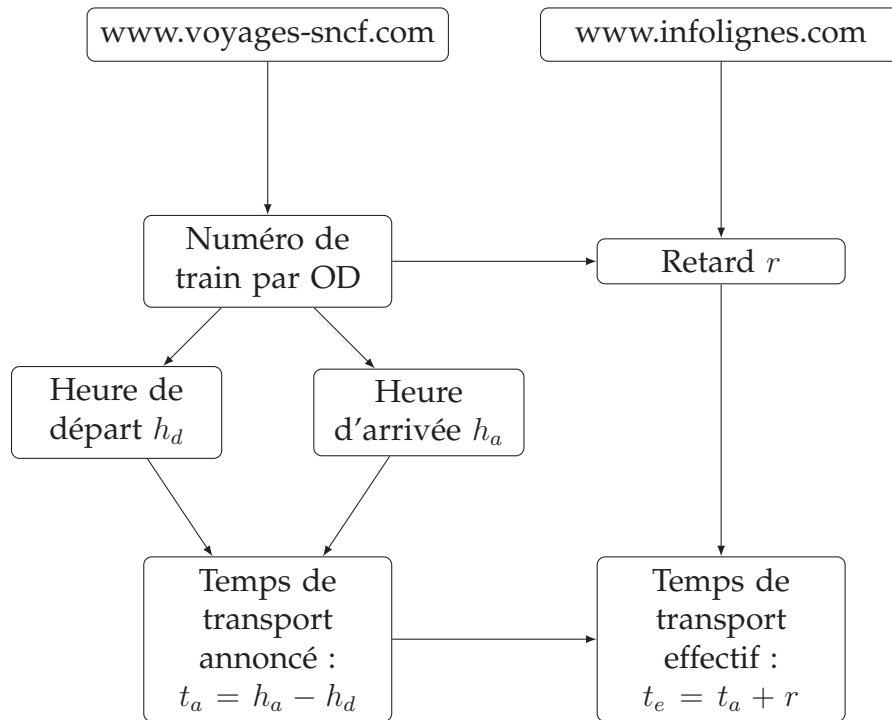 www.voyages-sncf.com
www.infolignes.com
Numéro de
train par OD
Retard r
Heure de
départ h_d
Heure
d'arrivée h_a
Temps de
transport
annoncé :
t_a = h_a − h_d
Temps de
transport
effectif :
t_e = t_a + r